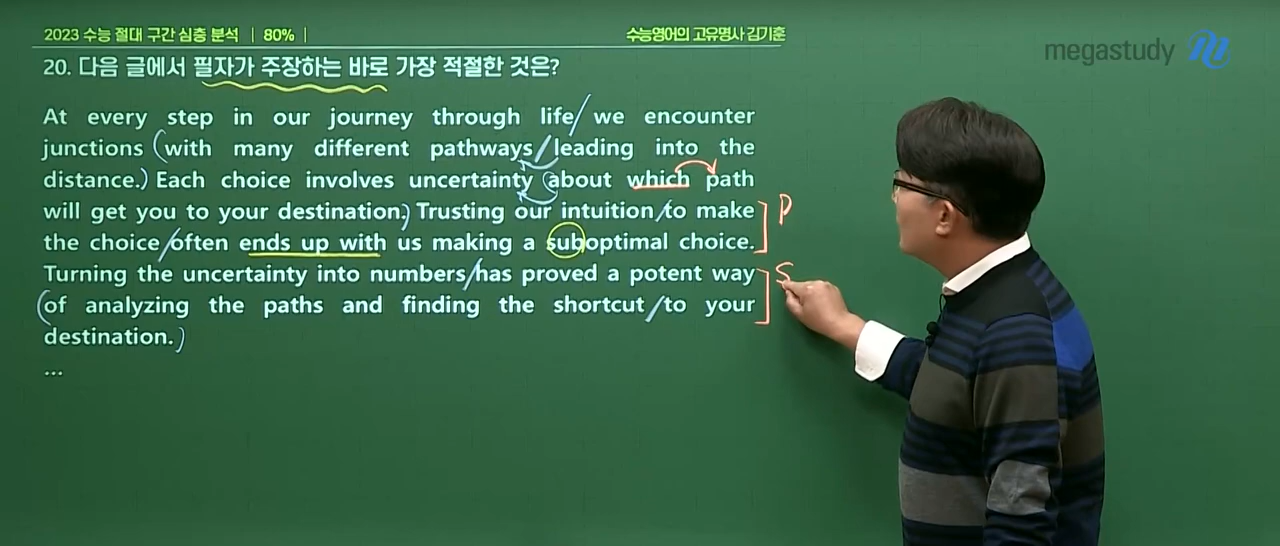 2023 수능 절대 구간 심층 분석 | 80% |
수능영어의 고유명사 김기훈
megastudy
20. 다음 글에서 필자가 주장하는 바로 가장 적절한 것은?
At every step in our journey through life/ we encounter
junctions (with many different pathways/ leading into the
distance.) Each choice involves uncertainty (about which path
will get you to your destination.) Trusting our intuition/ to make
the choice/ often ends up with us making a suboptimal choice.
P
Turning the uncertainty into numbers/ has proved a potent way
S
(of analyzing the paths and finding the shortcut/ to your
destination.)
...